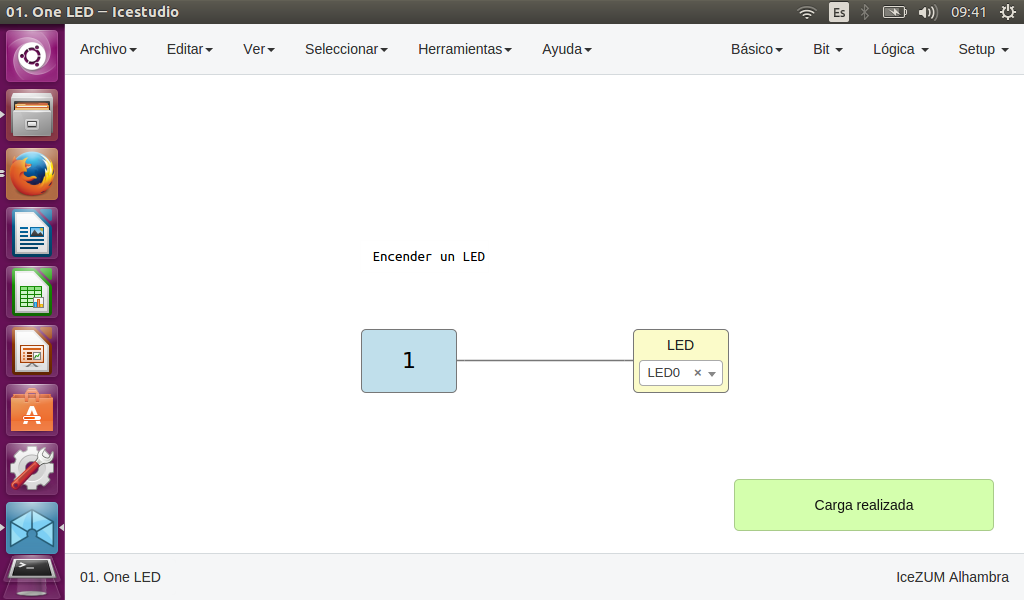 01. One LED – Icestudio
Es
09:41
Archivo Editar Ver Seleccionar Herramientas Ayuda Básico Bit Lógica Setup
Encender un LED
1
LED
LED0 ×
Carga realizada
01. One LED
IceZUM Alhambra